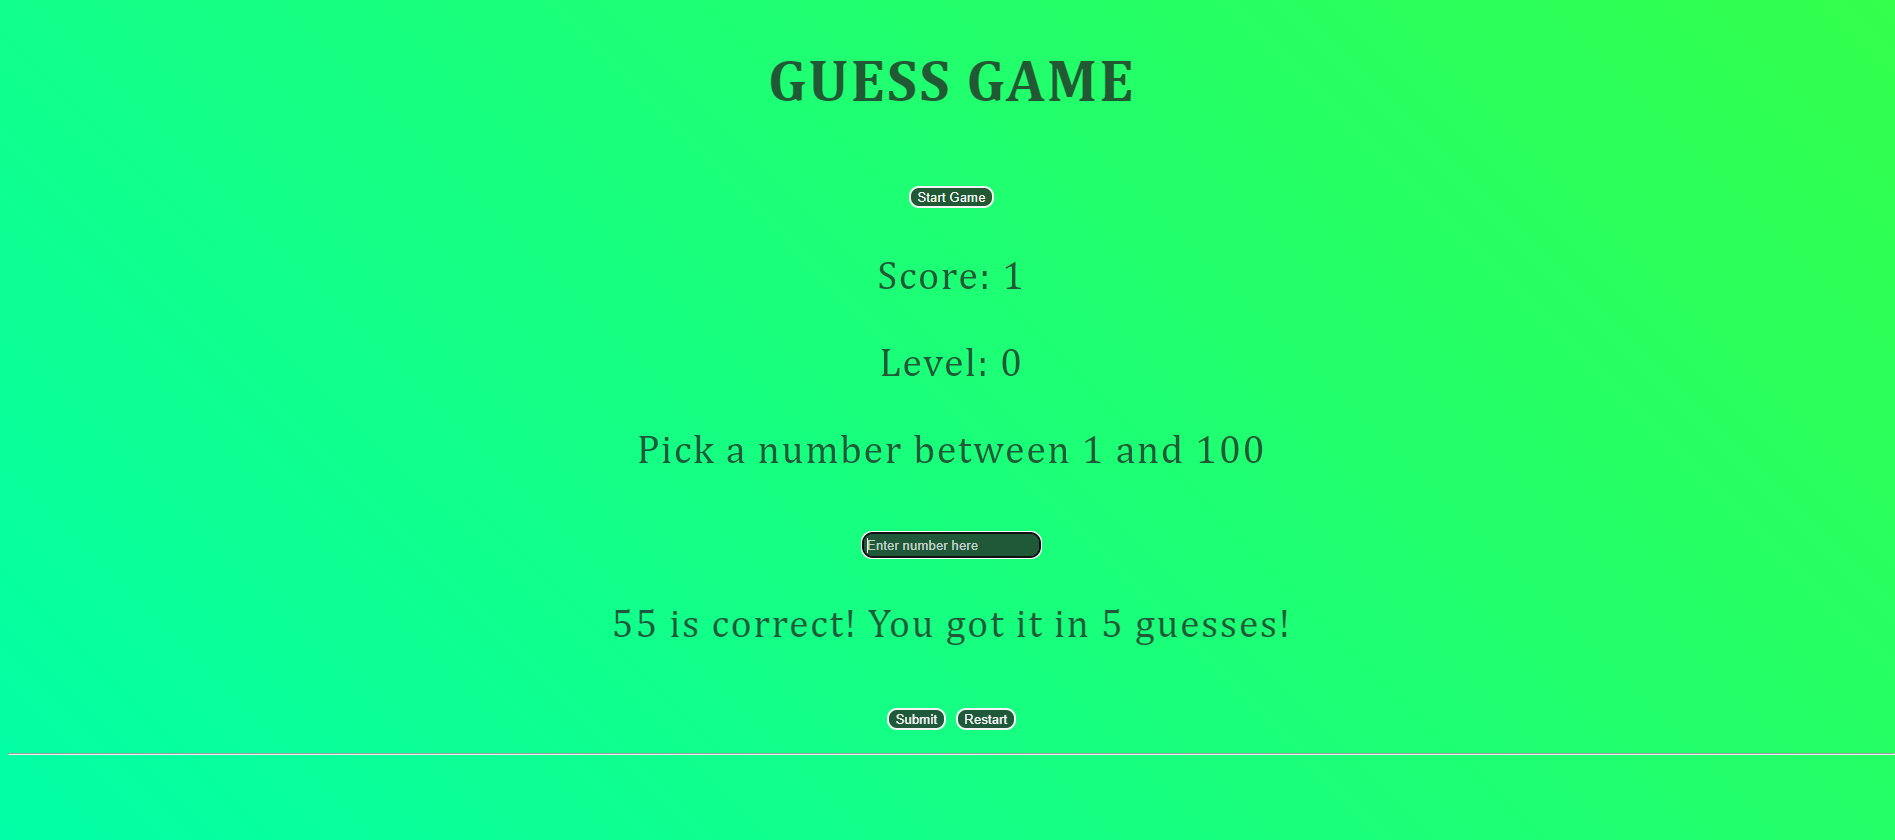 GUESS GAME
Start Game
Score: 1
Level: 0
Pick a number between 1 and 100
Enter number here
55 is correct! You got it in 5 guesses!
Submit Restart